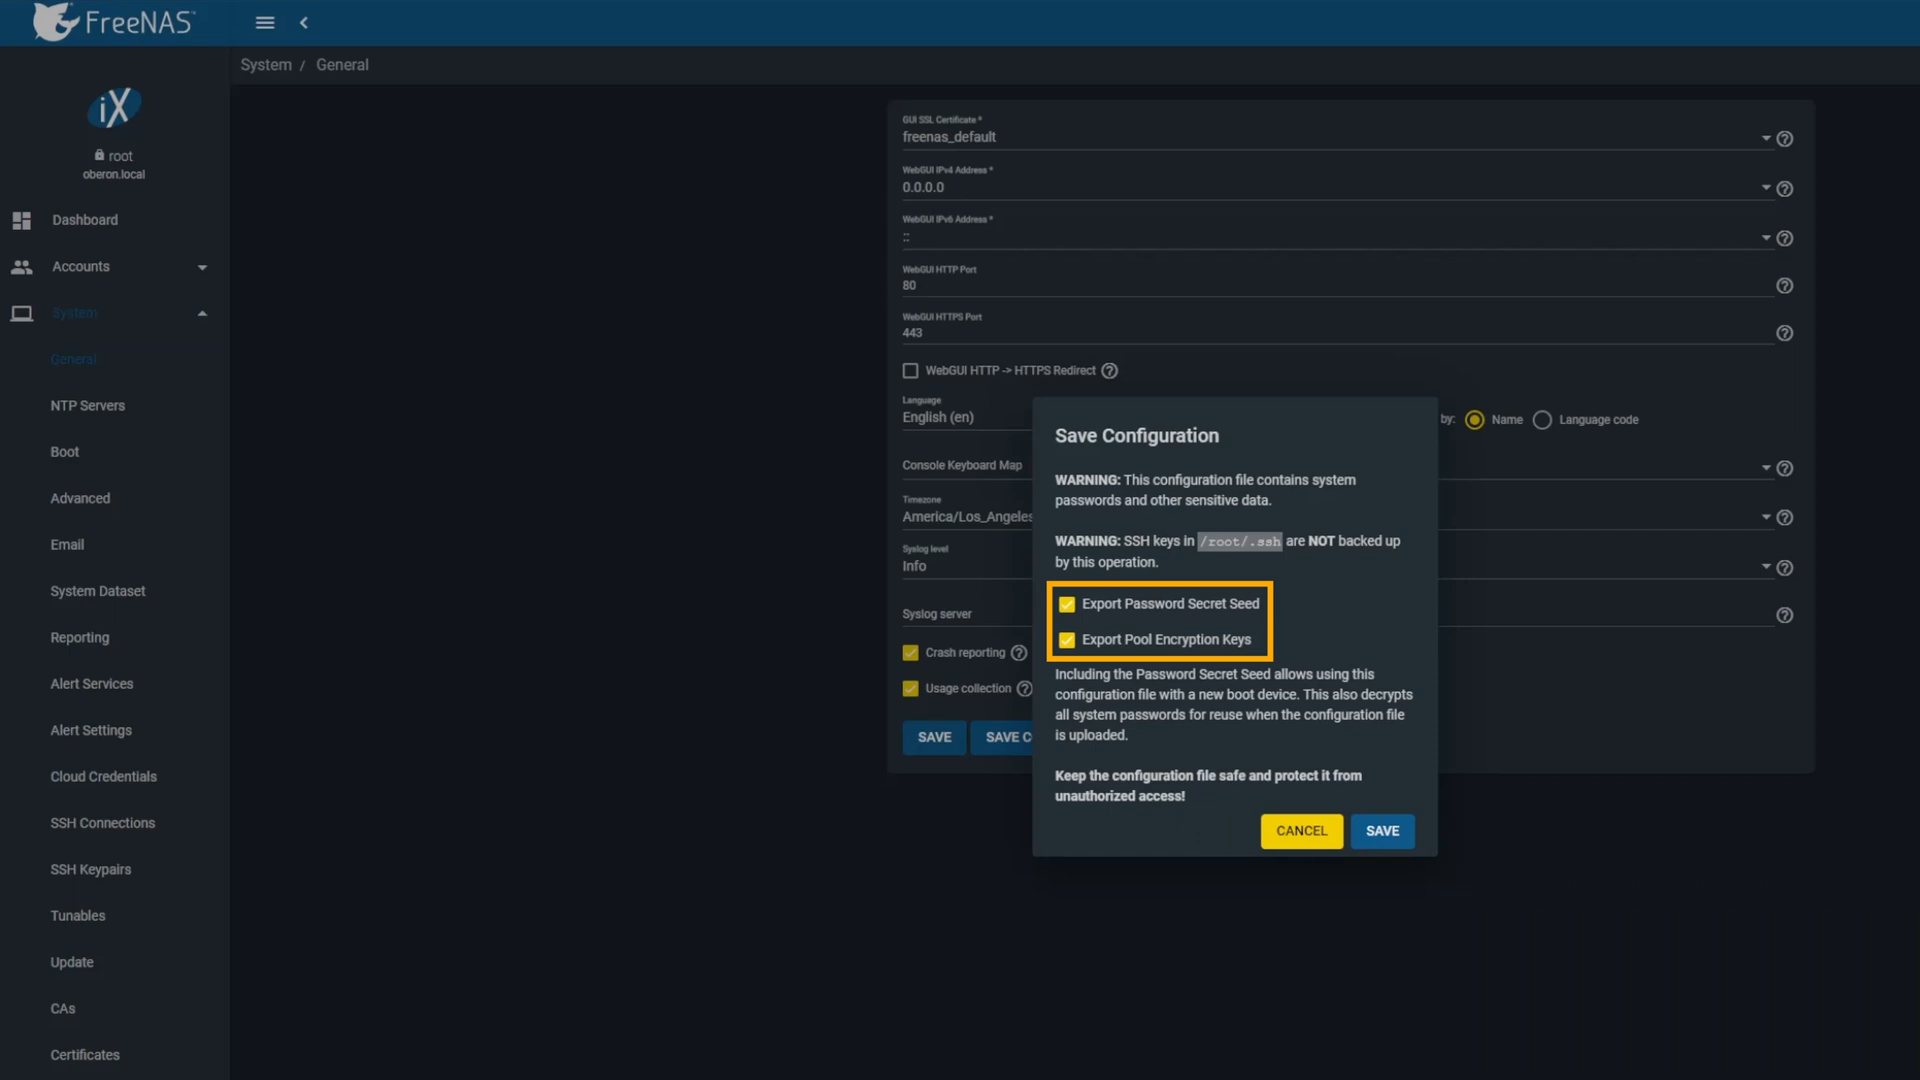 FreeNAS™
System / General
iX
root
oberon.local
Dashboard
Accounts
System
General
NTP Servers
Boot
Advanced
Email
System Dataset
Reporting
Alert Services
Alert Settings
Cloud Credentials
SSH Connections
SSH Keypairs
Tunables
Update
CAs
Certificates
GUI SSL Certificate *
freenas_default
WebGUI IPv4 Address *
0.0.0.0
WebGUI IPv6 Address *
::
WebGUI HTTP Port
80
WebGUI HTTPS Port
443
WebGUI HTTP -> HTTPS Redirect
Language
English (en)
by: Name Language code
Console Keyboard Map
Timezone
America/Los_Angeles
Syslog level
Info
Syslog server
Crash reporting
Usage collection
SAVE SAVE C
Save Configuration
WARNING: This configuration file contains system
passwords and other sensitive data.
WARNING: SSH keys in /root/.ssh are NOT backed up
by this operation.
Export Password Secret Seed
Export Pool Encryption Keys
Including the Password Secret Seed allows using this
configuration file with a new boot device. This also decrypts
all system passwords for reuse when the configuration file
is uploaded.
Keep the configuration file safe and protect it from
unauthorized access!
CANCEL SAVE